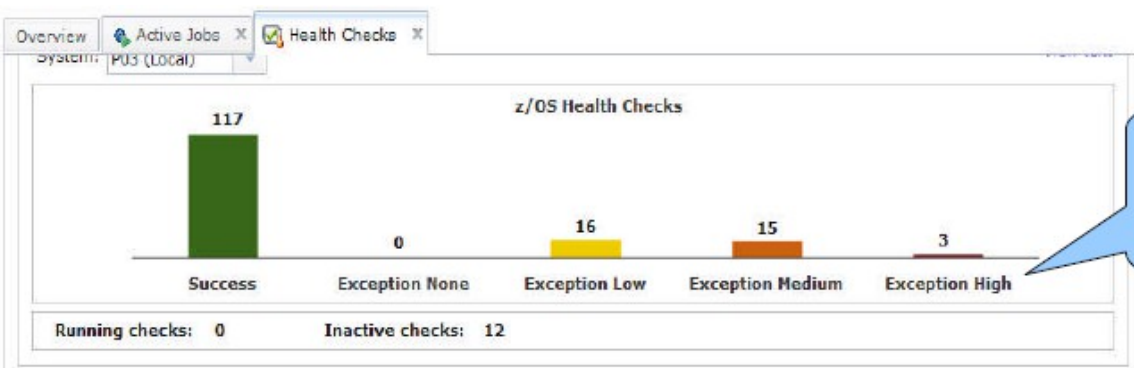 Overview Active Jobs X Health Checks X
System: P03 (Local)
z/OS Health Checks
117
0
16
15
3
Success Exception None Exception Low Exception Medium Exception High
Running checks: 0 Inactive checks: 12